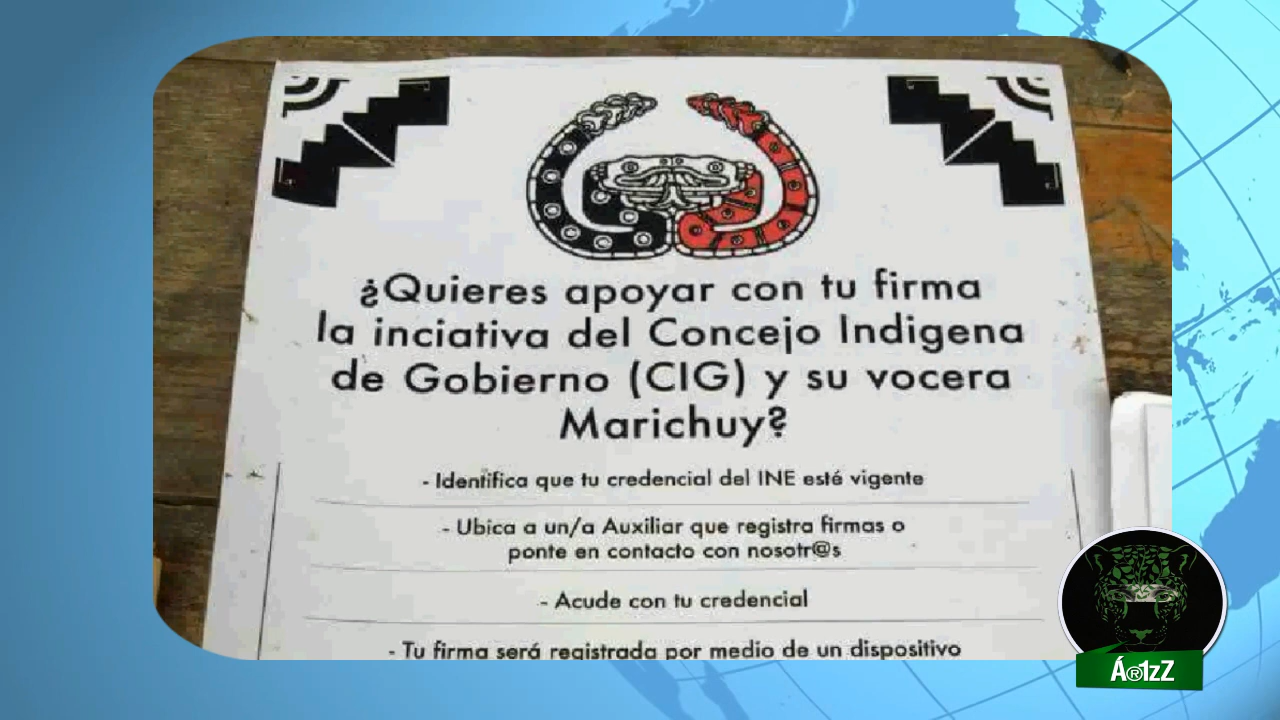 ¿Quieres apoyar con tu firma
la inciativa del Concejo Indigena
de Gobierno (CIG) y su vocera
Marichuy?
- Identifica que tu credencial del INE esté vigente
- Ubica a un/a Auxiliar que registra firmas o
ponte en contacto con nosotr@s
- Acude con tu credencial
- Tu firma será registrada por medio de un dispositivo
Á®1zZ